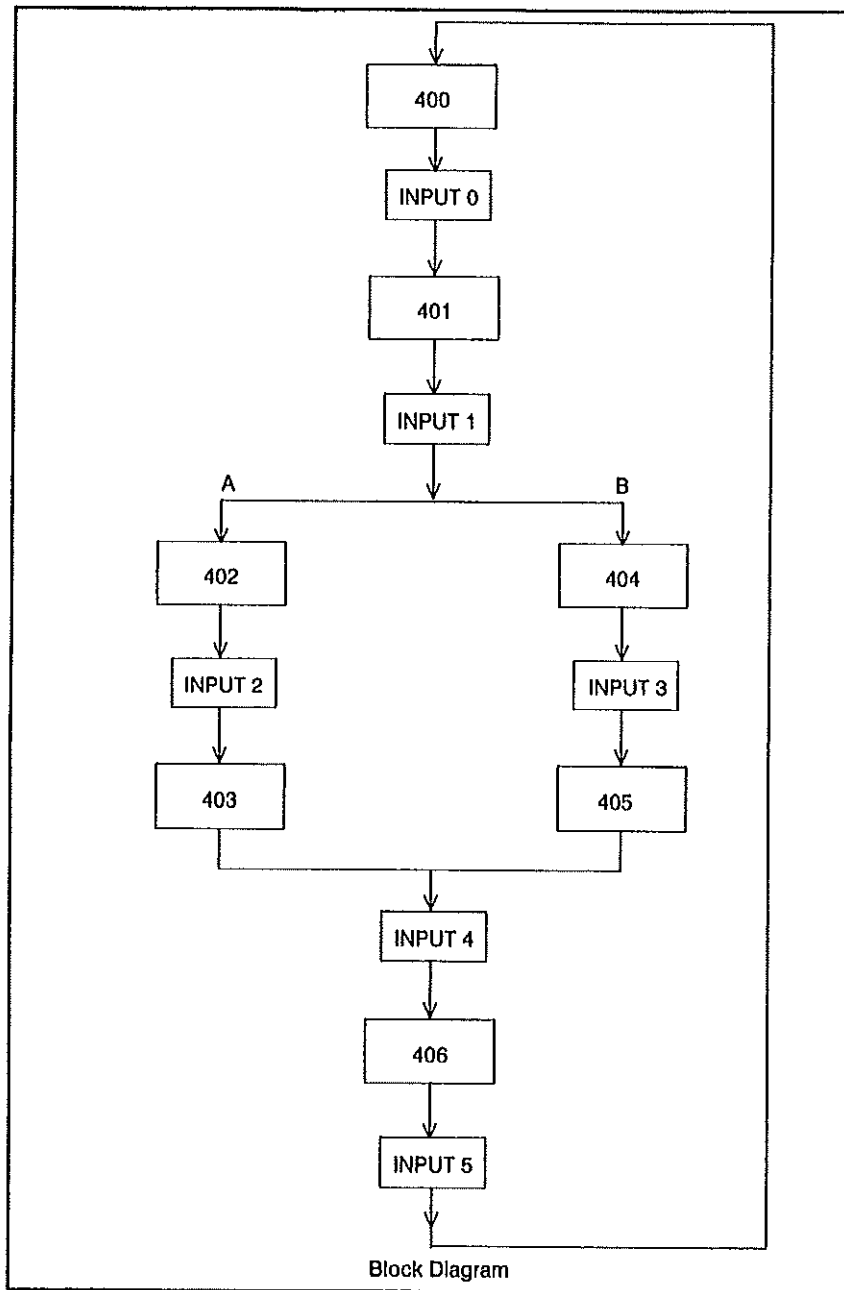 400
INPUT 0
401
INPUT 1
A
B
402
404
INPUT 2
INPUT 3
403
405
INPUT 4
406
INPUT 5
Block Diagram